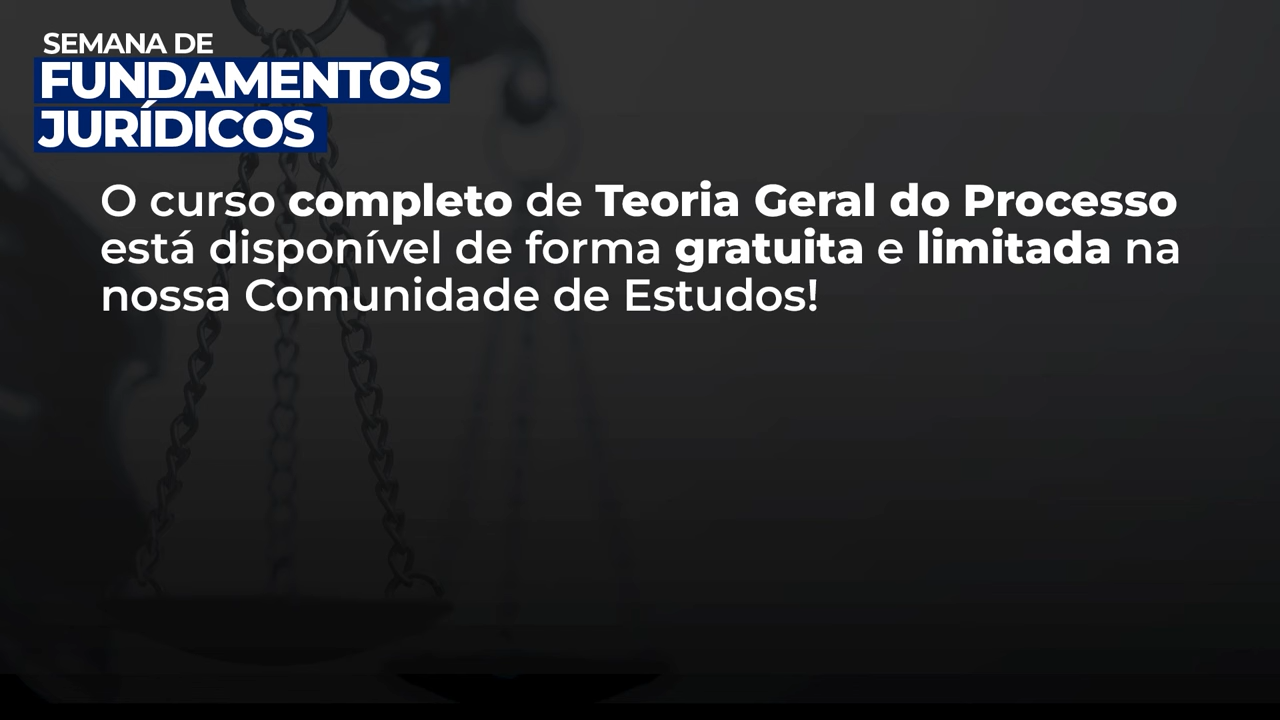 SEMANA DE
FUNDAMENTOS
JURÍDICOS
O curso completo de Teoria Geral do Processo
está disponível de forma gratuita e limitada na
nossa Comunidade de Estudos!